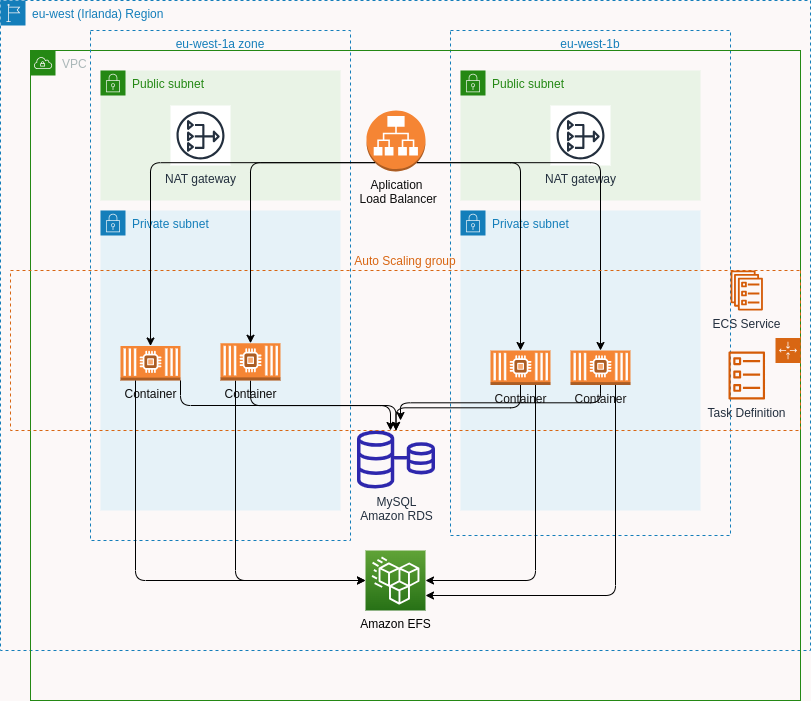 eu-west (Irlanda) Region
eu-west-1a zone
eu-west-1b
VPC
Public subnet
Public subnet
NAT gateway
NAT gateway
Aplication
Load Balancer
Private subnet
Private subnet
Auto Scaling group
ECS Service
Container
Container
Container
Container
Task Definition
MySQL
Amazon RDS
Amazon EFS